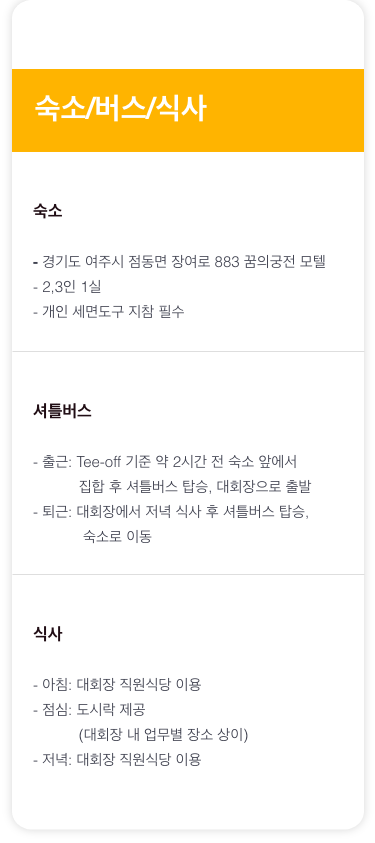 숙소/버스/식사
숙소
- 경기도 여주시 점동면 장여로 883 꿈의궁전 모텔
- 2,3인 1실
- 개인 세면도구 지참 필수
셔틀버스
- 출근: Tee-off 기준 약 2시간 전 숙소 앞에서
집합 후 셔틀버스 탑승, 대회장으로 출발
- 퇴근: 대회장에서 저녁 식사 후 셔틀버스 탑승,
숙소로 이동
식사
- 아침: 대회장 직원식당 이용
- 점심: 도시락 제공
(대회장 내 업무별 장소 상이)
- 저녁: 대회장 직원식당 이용